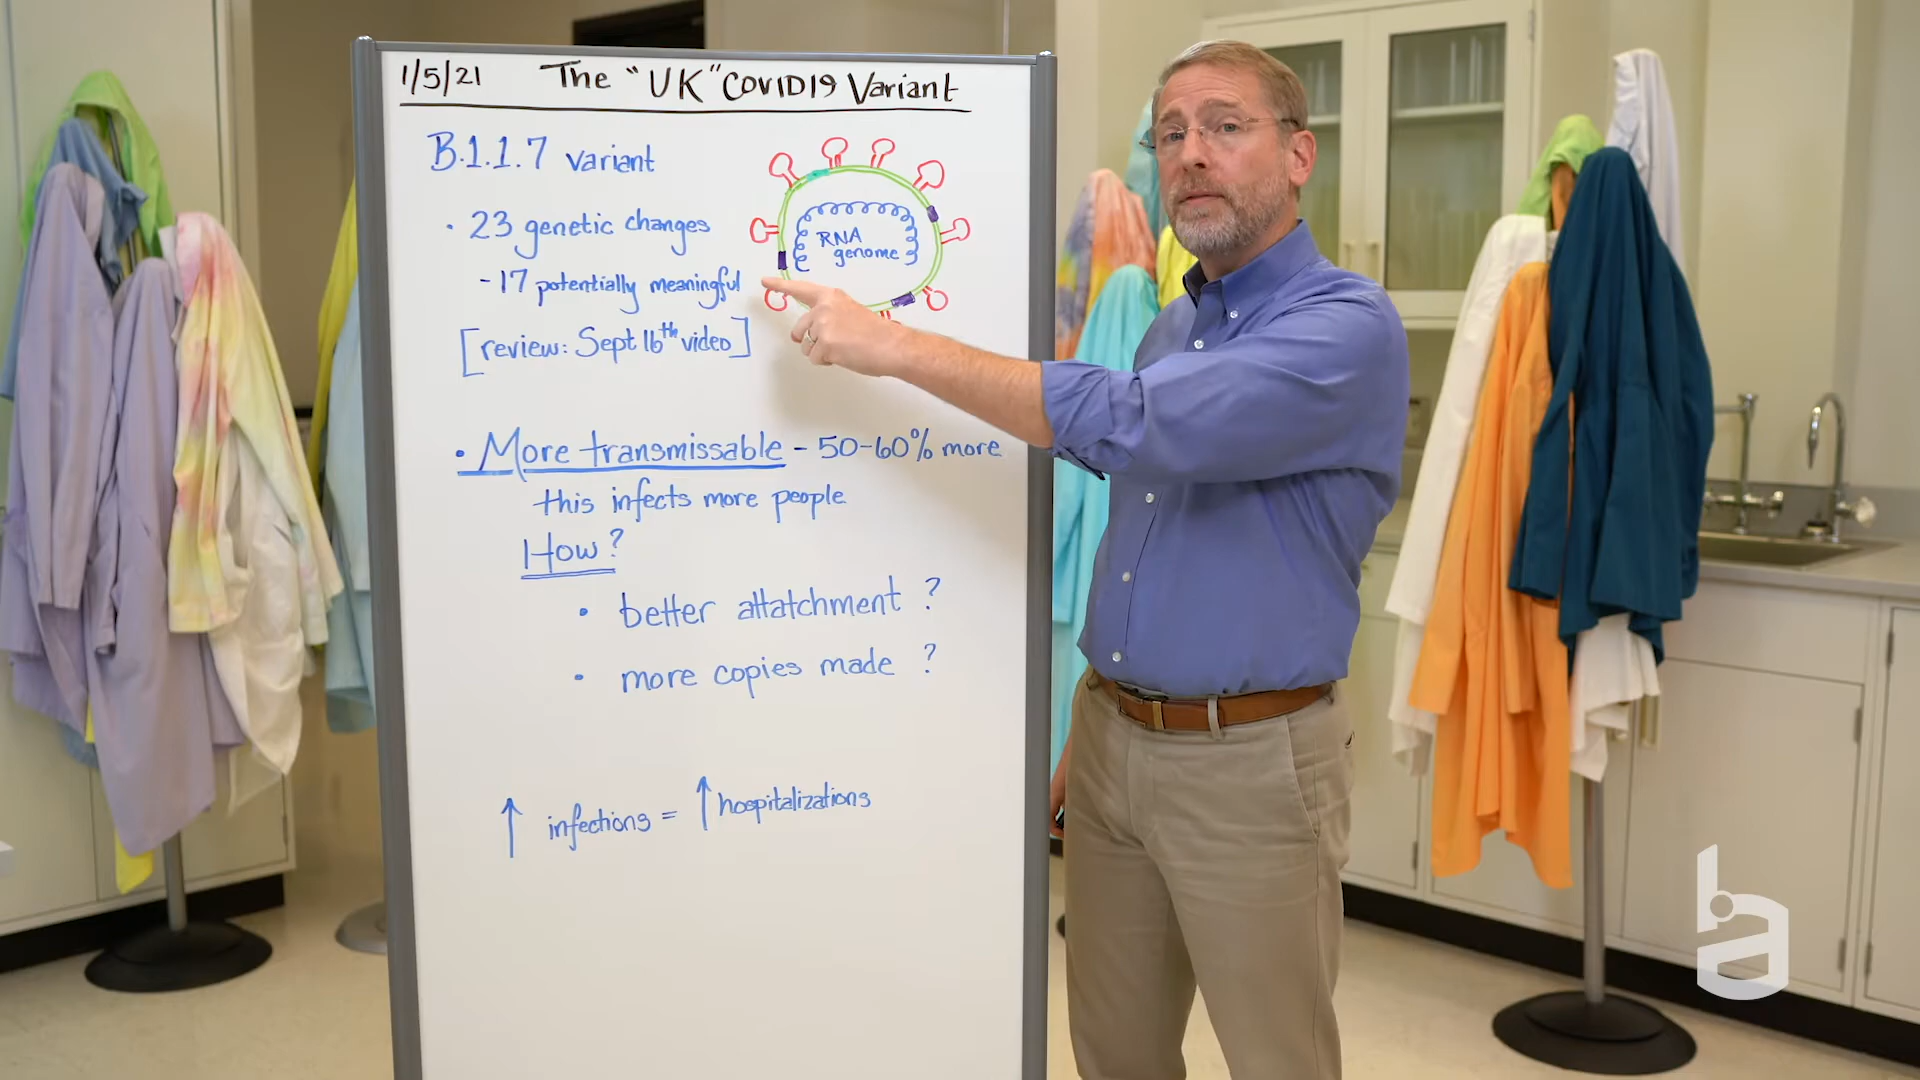 1/5/21 The "UK" COVID19 Variant
B.1.1.7 variant
• 23 genetic changes
- 17 potentially meaningful
[review: Sept 16th video]
RNA
genome
• More transmissable - 50-60% more
this infects more people
How?
• better attatchment ?
• more copies made ?
↑ infections = ↑ hospitalizations
ba